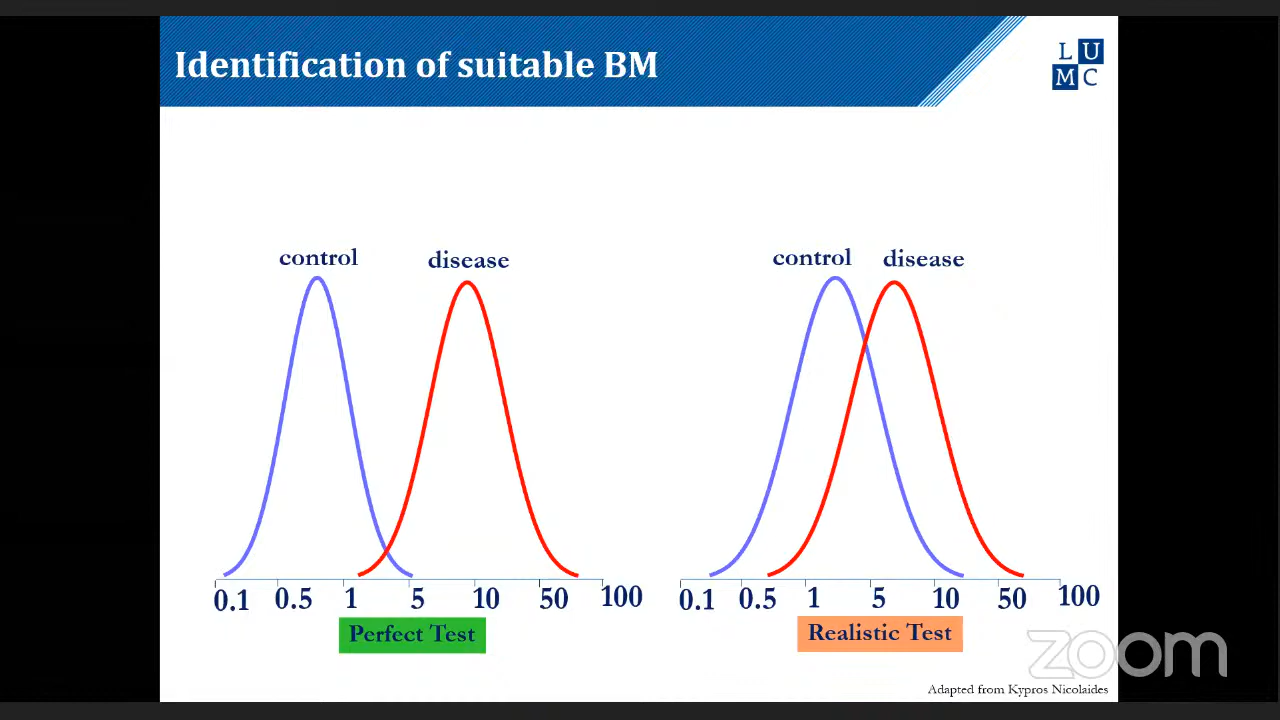 Identification of suitable BM
L U
M C
control
disease
control
disease
0.1 0.5 1 5 10 50 100
0.1 0.5 1 5 10 50 100
Perfect Test
Realistic Test
zoom
Adapted from Kypros Nicolaides